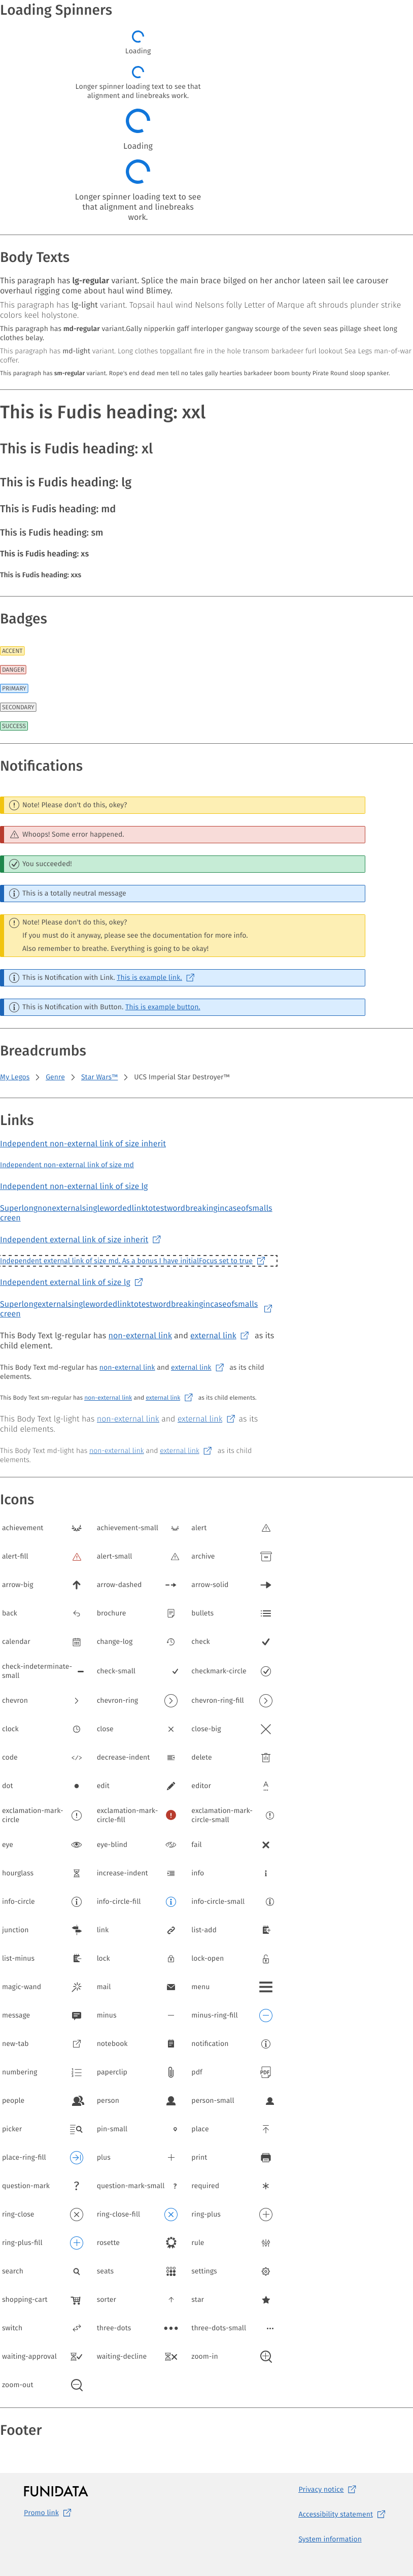 Loading Spinners
Loading
Longer spinner loading text to see that
alignment and linebreaks work.
Loading
Longer spinner loading text to see
that alignment and linebreaks
work.
Body Texts
This paragraph has lg-regular variant. Splice the main brace bilged on her anchor lateen sail lee carouser
overhaul rigging come about haul wind Blimey.
This paragraph has lg-light variant. Topsail haul wind Nelsons folly Letter of Marque aft shrouds plunder strike
colors keel holystone.
This paragraph has md-regular variant.Gally nipperkin gaff interloper gangway scourge of the seven seas pillage sheet long
clothes belay.
This paragraph has md-light variant. Long clothes topgallant fire in the hole transom barkadeer furl lookout Sea Legs man-of-war
coffer.
This paragraph has sm-regular variant. Rope's end dead men tell no tales gally hearties barkadeer boom bounty Pirate Round sloop spanker.
This is Fudis heading: xxl
This is Fudis heading: xl
This is Fudis heading: lg
This is Fudis heading: md
This is Fudis heading: sm
This is Fudis heading: xs
This is Fudis heading: xxs
Badges
ACCENT
DANGER
PRIMARY
SECONDARY
SUCCESS
Notifications
Note! Please don't do this, okey?
Whoops! Some error happened.
You succeeded!
This is a totally neutral message
Note! Please don't do this, okey?
If you must do it anyway, please see the documentation for more info.
Also remember to breathe. Everything is going to be okay!
This is Notification with Link. This is example link.
This is Notification with Button. This is example button.
Breadcrumbs
My Legos > Genre > Star Wars™ > UCS Imperial Star Destroyer™
Links
Independent non-external link of size inherit
Independent non-external link of size md
Independent non-external link of size lg
Superlongnonexternalsinglewordedlinktotestwordbreakingincaseofsmalls
creen
Independent external link of size inherit
Independent external link of size md. As a bonus I have initialFocus set to true
Independent external link of size lg
Superlongexternalsinglewordedlinktotestwordbreakingincaseofsmalls
creen
This Body Text lg-regular has non-external link and external link as its
child element.
This Body Text md-regular has non-external link and external link as its child
elements.
This Body Text sm-regular has non-external link and external link as its child elements.
This Body Text lg-light has non-external link and external link as its
child elements.
This Body Text md-light has non-external link and external link as its child
elements.
Icons
achievement achievement-small alert
alert-fill alert-small archive
arrow-big arrow-dashed arrow-solid
back brochure bullets
calendar change-log check
check-indeterminate-
small check-small checkmark-circle
chevron chevron-ring chevron-ring-fill
clock close close-big
code decrease-indent delete
dot edit editor
exclamation-mark-
circle
exclamation-mark-
circle-fill
exclamation-mark-
circle-small
eye eye-blind fail
hourglass increase-indent info
info-circle info-circle-fill info-circle-small
junction link list-add
list-minus lock lock-open
magic-wand mail menu
message minus minus-ring-fill
new-tab notebook notification
numbering paperclip pdf PDF
people person person-small
picker pin-small place
place-ring-fill plus print
question-mark ? question-mark-small ? required
ring-close ring-close-fill ring-plus
ring-plus-fill rosette rule
search seats settings
shopping-cart sorter star
switch three-dots three-dots-small
waiting-approval waiting-decline zoom-in
zoom-out
Footer
FUNIDATA
Promo link
Privacy notice
Accessibility statement
System information